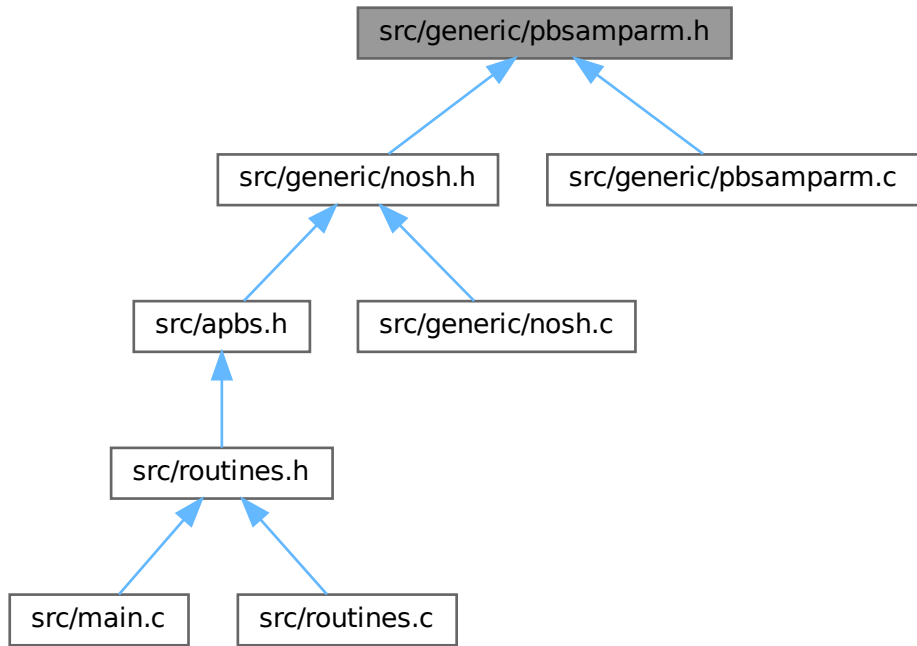 src/generic/pbsamparm.h
src/generic/nosh.h
src/generic/pbsamparm.c
src/apbs.h
src/generic/nosh.c
src/routines.h
src/main.c
src/routines.c